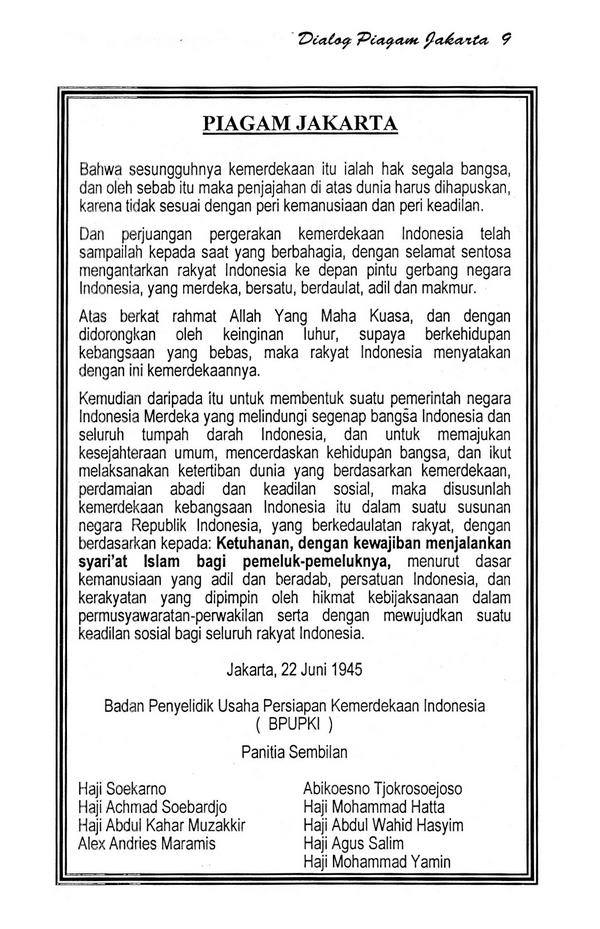 Dialog Piagam Jakarta 9
PIAGAM JAKARTA
Bahwa sesungguhnya kemerdekaan itu ialah hak segala bangsa,
dan oleh sebab itu maka penjajahan di atas dunia harus dihapuskan,
karena tidak sesuai dengan peri kemanusiaan dan peri keadilan.
Dan perjuangan pergerakan kemerdekaan Indonesia telah
sampailah kepada saat yang berbahagia, dengan selamat sentosa
mengantarkan rakyat Indonesia ke depan pintu gerbang negara
Indonesia, yang merdeka, bersatu, berdaulat, adil dan makmur.
Atas berkat rahmat Allah Yang Maha Kuasa, dan dengan
didorongkan oleh keinginan luhur, supaya berkehidupan
kebangsaan yang bebas, maka rakyat Indonesia menyatakan
dengan ini kemerdekaannya.
Kemudian daripada itu untuk membentuk suatu pemerintah negara
Indonesia Merdeka yang melindungi segenap bangsa Indonesia dan
seluruh tumpah darah Indonesia, dan untuk memajukan
kesejahteraan umum, mencerdaskan kehidupan bangsa, dan ikut
melaksanakan ketertiban dunia yang berdasarkan kemerdekaan,
perdamaian abadi dan keadilan sosial, maka disusunlah
kemerdekaan kebangsaan Indonesia itu dalam suatu susunan
negara Republik Indonesia, yang berkedaulatan rakyat, dengan
berdasarkan kepada: Ketuhanan, dengan kewajiban menjalankan
syari'at Islam bagi pemeluk-pemeluknya, menurut dasar
kemanusiaan yang adil dan beradab, persatuan Indonesia, dan
kerakyatan yang dipimpin oleh hikmat kebijaksanaan dalam
permusyawaratan-perwakilan serta dengan mewujudkan suatu
keadilan sosial bagi seluruh rakyat Indonesia.
Jakarta, 22 Juni 1945
Badan Penyelidik Usaha Persiapan Kemerdekaan Indonesia
( BPUPKI )
Panitia Sembilan
Haji Soekarno
Haji Achmad Soebardjo
Haji Abdul Kahar Muzakkir
Alex Andries Maramis
Abikoesno Tjokrosoejoso
Haji Mohammad Hatta
Haji Abdul Wahid Hasyim
Haji Agus Salim
Haji Mohammad Yamin